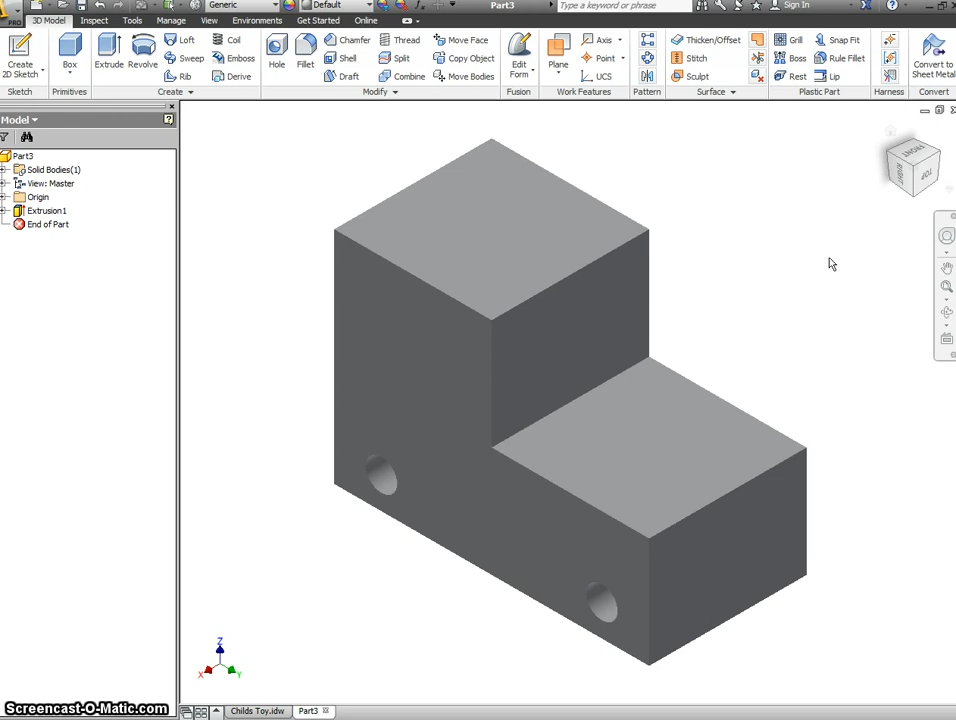 Generic Default Part3 Type a keyword or phrase Sign In
PRO 3D Model Inspect Tools Manage View Environments Get Started Online
Create 2D Sketch Box Extrude Revolve Loft Sweep Rib Coil Emboss Derive Hole Fillet Chamfer Shell Draft Thread Split Combine Move Face Copy Object Move Bodies Edit Form Plane Axis Point UCS Thicken/Offset Stitch Sculpt Grill Boss Rest Snap Fit Rule Fillet Lip Convert to Sheet Metal
Sketch Primitives Create Modify Fusion Work Features Pattern Surface Plastic Part Harness Convert
Model
Part3
Solid Bodies(1)
View: Master
Origin
Extrusion1
End of Part
FRONT
RIGHT
TOP
Z
X Y
Screencast-O-Matic.com Childs Toy.idw Part3